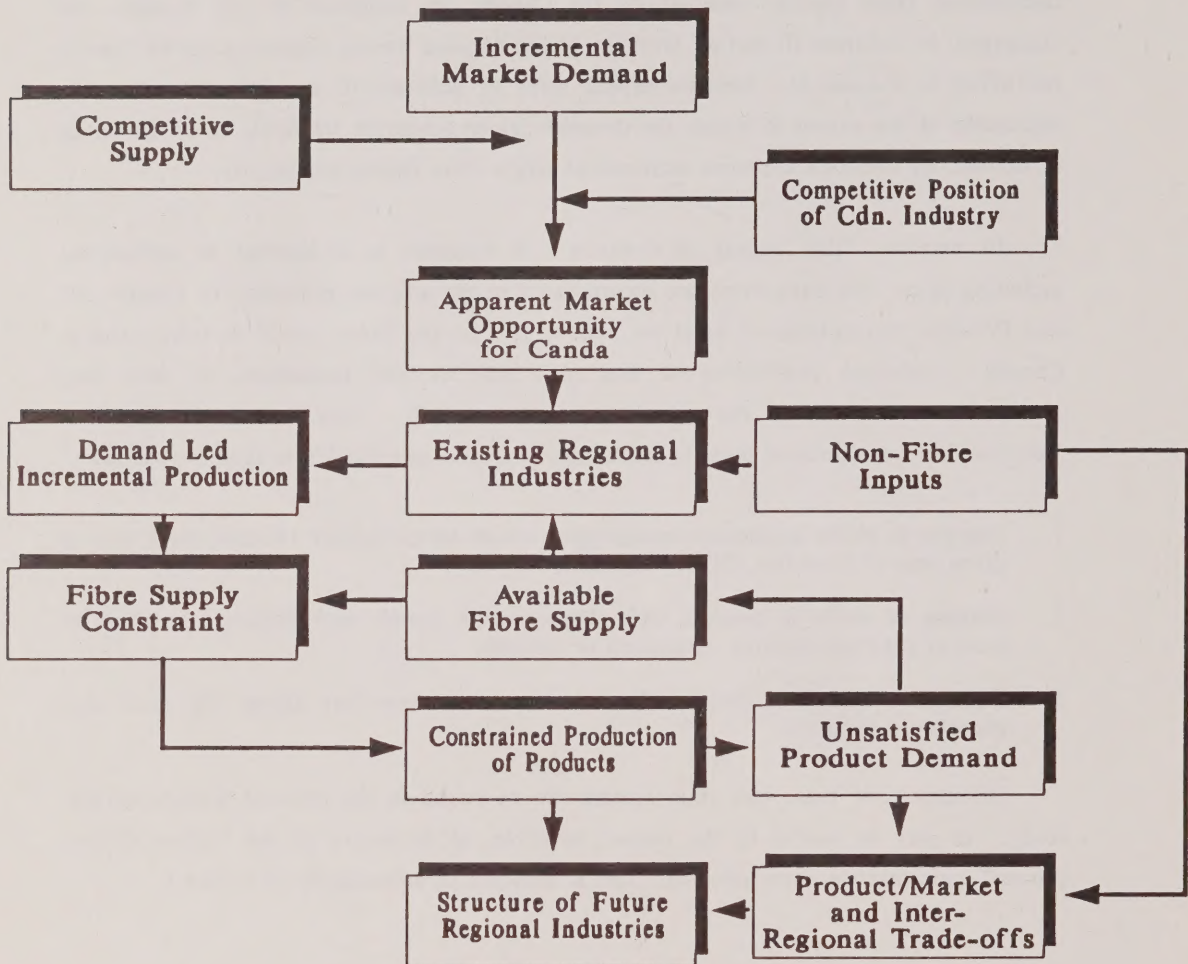 Incremental
Market Demand
Competitive
Supply
Competitive Position
of Cdn. Industry
Apparent Market
Opportunity
for Canda
Demand Led
Incremental Production
Existing Regional
Industries
Non-Fibre
Inputs
Fibre Supply
Constraint
Available
Fibre Supply
Constrained Production
of Products
Unsatisfied
Product Demand
Structure of Future
Regional Industries
Product/Market
and Inter-
Regional Trade-offs